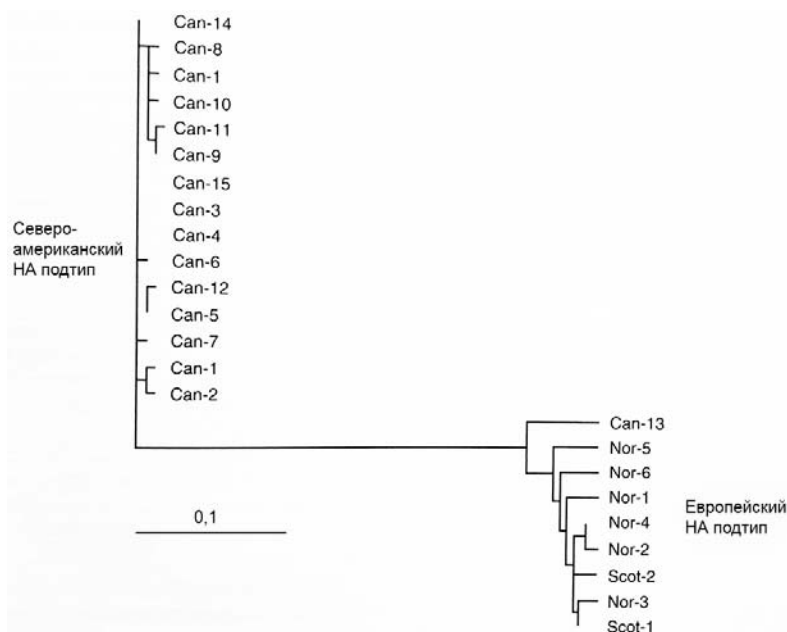 Can-14
Can-8
Can-1
Can-10
Can-11
Can-9
Can-15
Can-3
Can-4
Can-6
Can-12
Can-5
Can-7
Can-1
Can-2
Северо-
американский
НА подтип
Can-13
Nor-5
Nor-6
Nor-1
Nor-4
Nor-2
Scot-2
Nor-3
Scot-1
Европейский
НА подтип
0,1